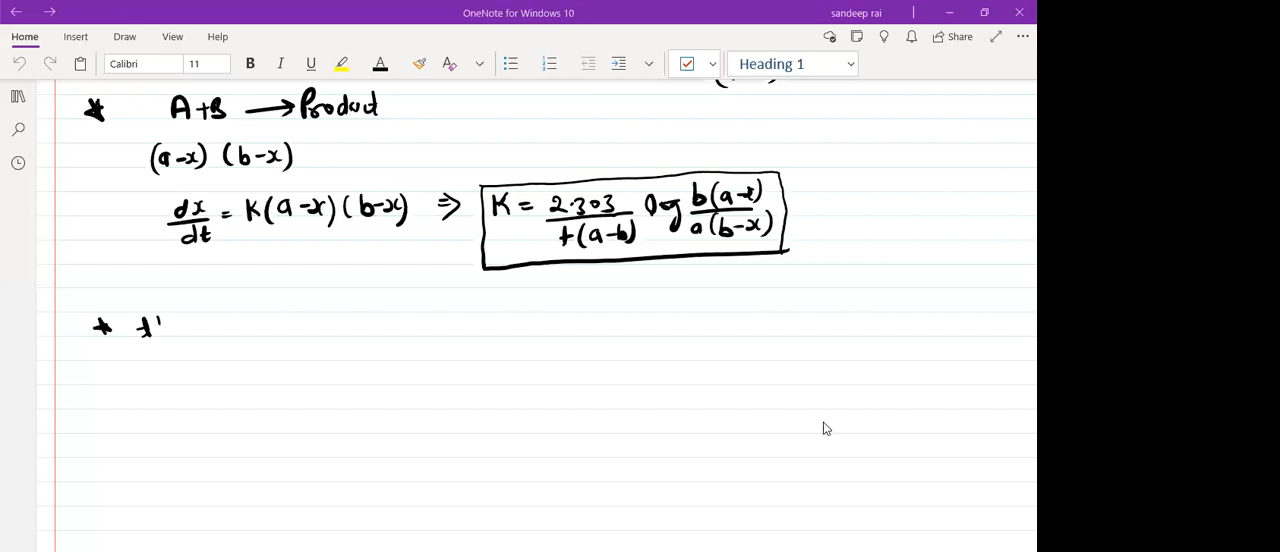 OneNote for Windows 10
sandeep rai
Home Insert Draw View Help
Share
Calibri 11 B I U A Heading 1
★ A+B → Product
(a-x) (b-x)
dx/dt = K(a-x)(b-x) ⇒ K = 2.303/t(a-b) log b(a-x)/a(b-x)
★